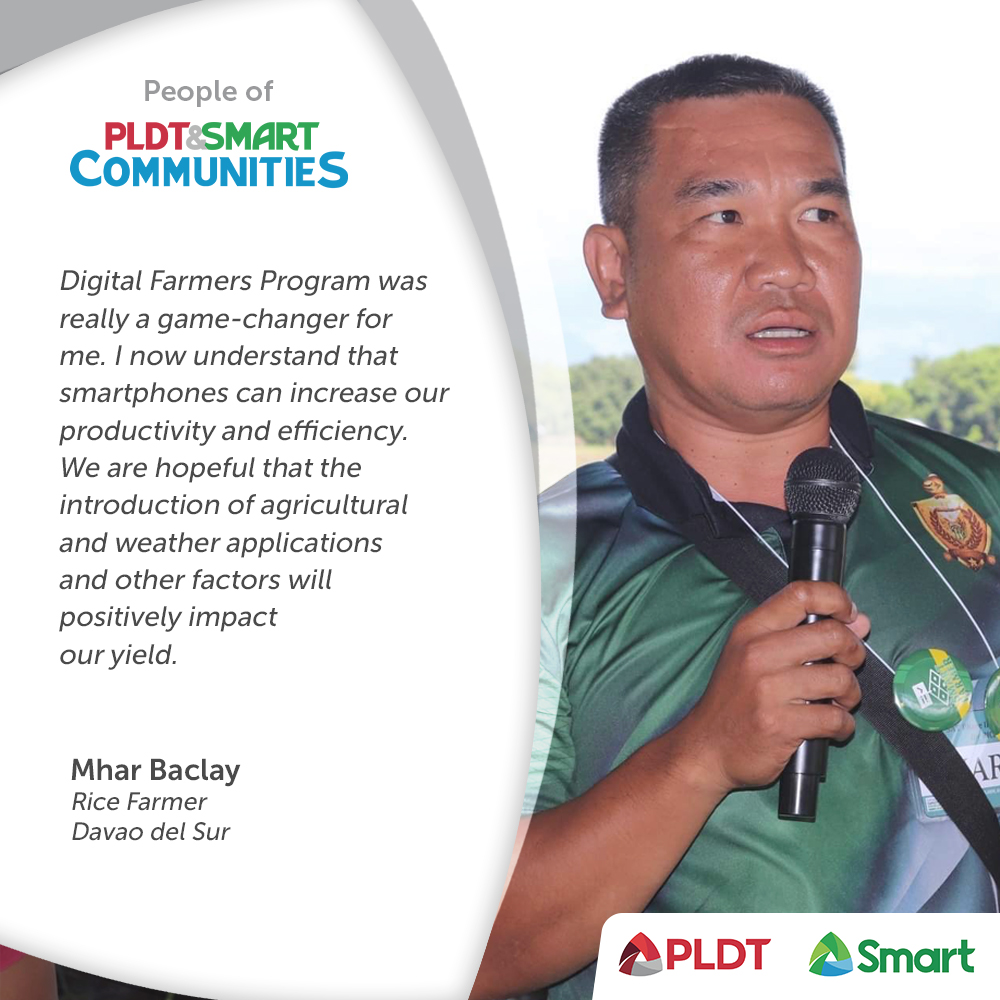 People of
PLDT&SMART
COMMUNITIES
Digital Farmers Program was
really a game-changer for
me. I now understand that
smartphones can increase our
productivity and efficiency.
We are hopeful that the
introduction of agricultural
and weather applications
and other factors will
positively impact
our yield.
Mhar Baclay
Rice Farmer
Davao del Sur
PLDT
Smart